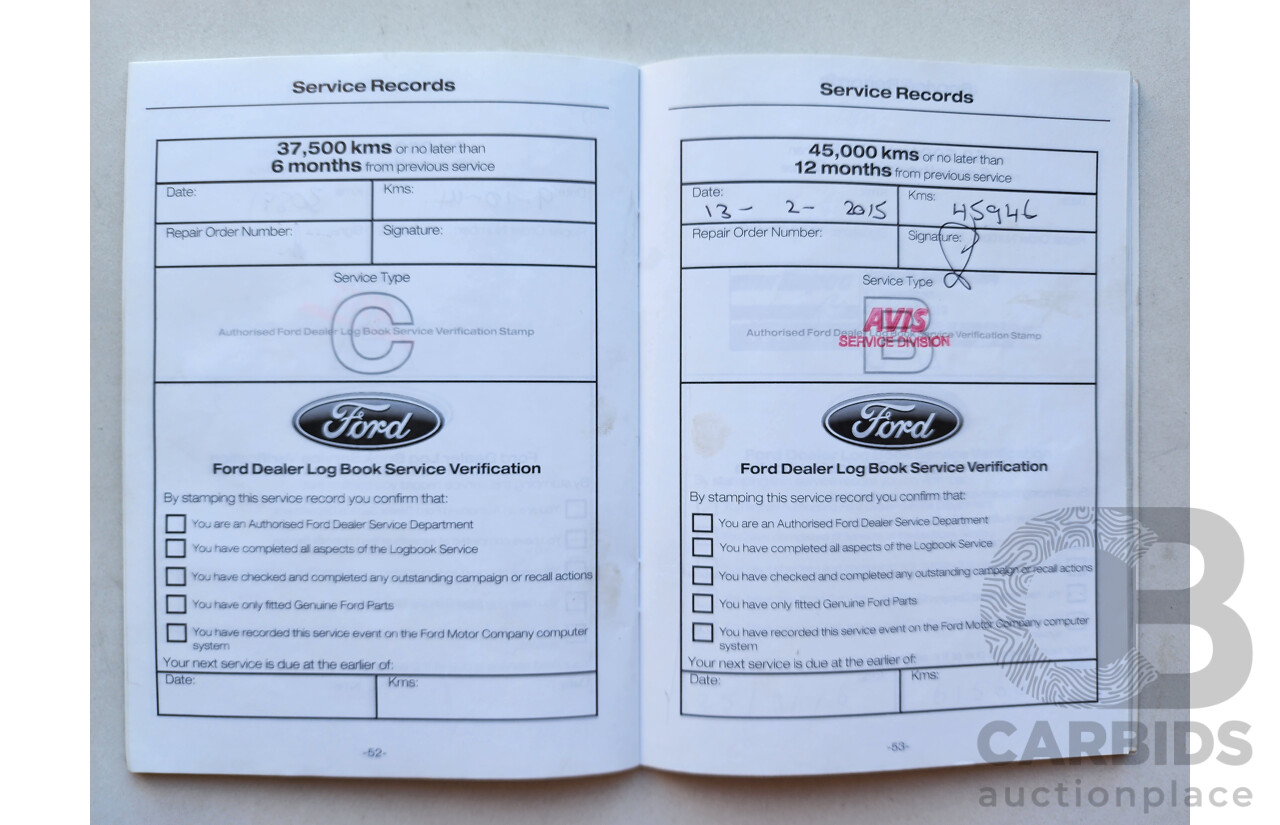 Service Records
37,500 kms or no later than
6 months from previous service
Date:
Kms:
Repair Order Number:
Signature:
Service Type
C
Authorised Ford Dealer Log Book Service Verification Stamp
Ford
Ford Dealer Log Book Service Verification
By stamping this service record you confirm that:
You are an Authorised Ford Dealer Service Department
You have completed all aspects of the Logbook Service
You have checked and completed any outstanding campaign or recall actions
You have only fitted Genuine Ford Parts
You have recorded this service event on the Ford Motor Company computer
system
Your next service is due at the earlier of:
Date:
Kms:
-52-
Service Records
45,000 kms or no later than
12 months from previous service
Date:
13 - 2 - 2015
Kms:
45946
Repair Order Number:
Signature:
Service Type
B
AVIS
SERVICE DIVISION
Authorised Ford Dealer Log Book Service Verification Stamp
Ford
Ford Dealer Log Book Service Verification
By stamping this service record you confirm that:
You are an Authorised Ford Dealer Service Department
You have completed all aspects of the Logbook Service
You have checked and completed any outstanding campaign or recall actions
You have only fitted Genuine Ford Parts
You have recorded this service event on the Ford Motor Company computer
system
Your next service is due at the earlier of:
Date:
Kms:
-53-
CB
CARBIDS
auctionplace